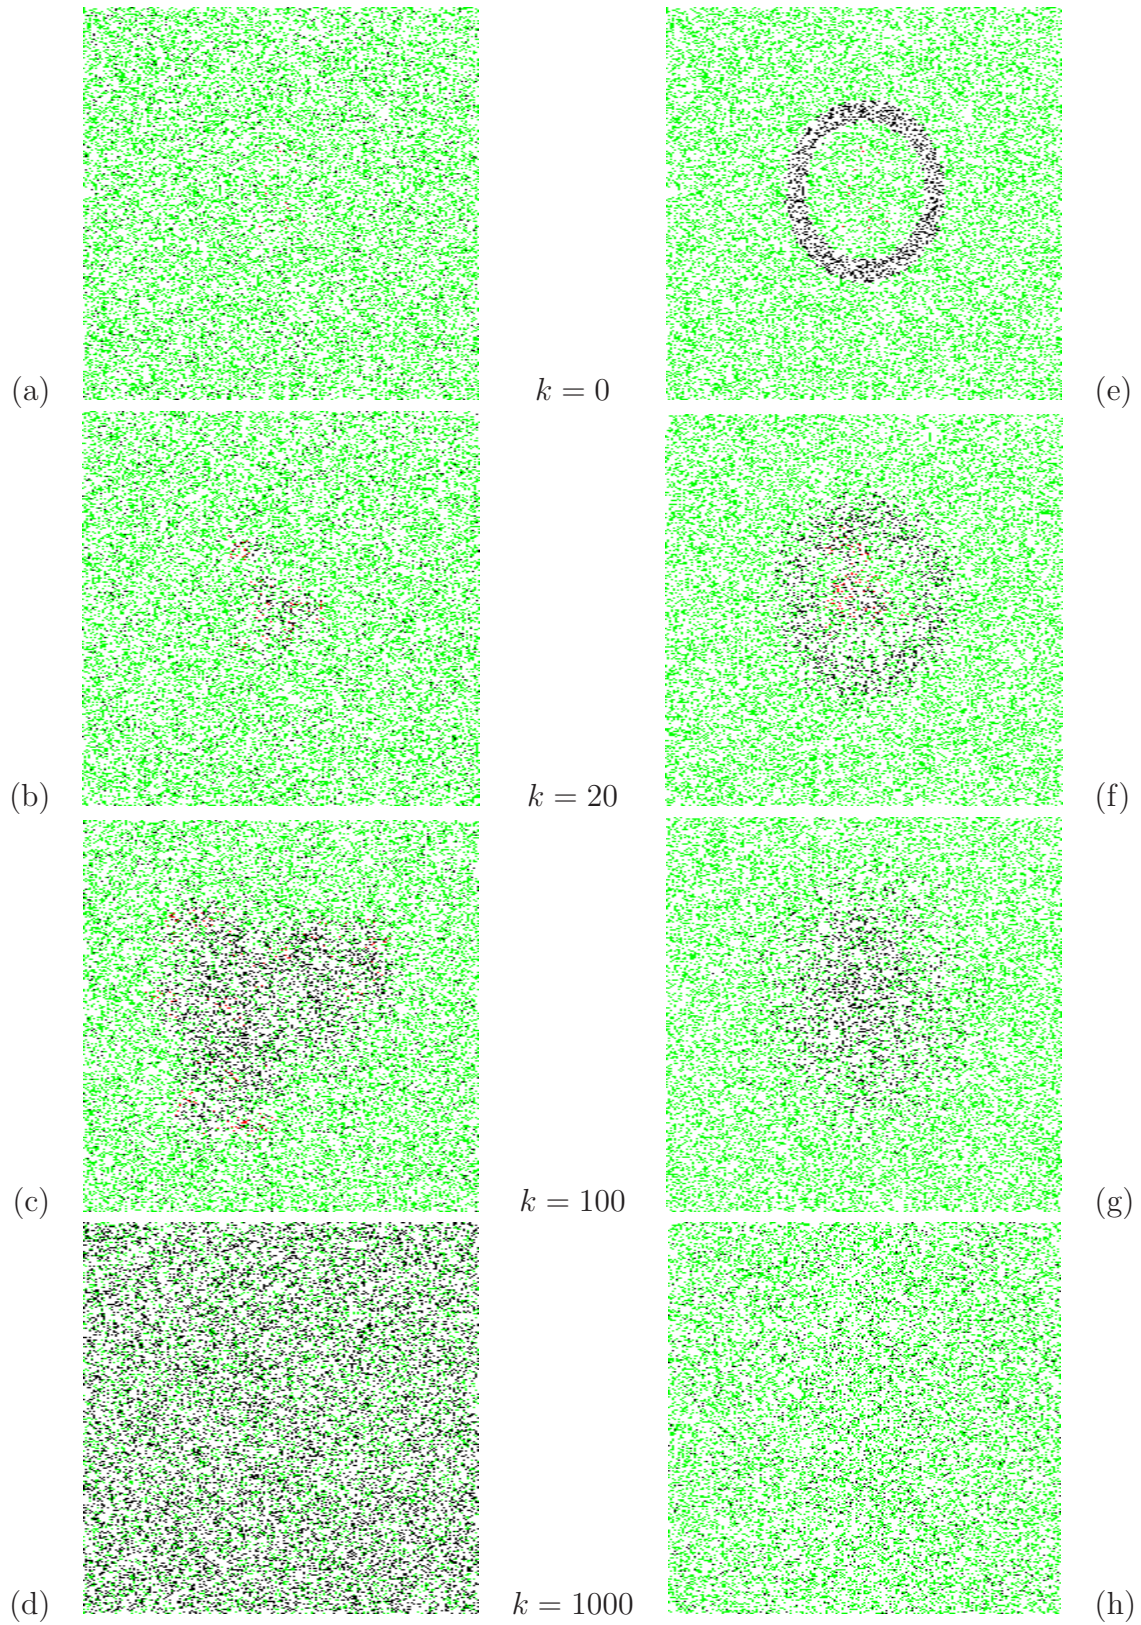 (a) k = 0 (e)
(b) k = 20 (f)
(c) k = 100 (g)
(d) k = 1000 (h)